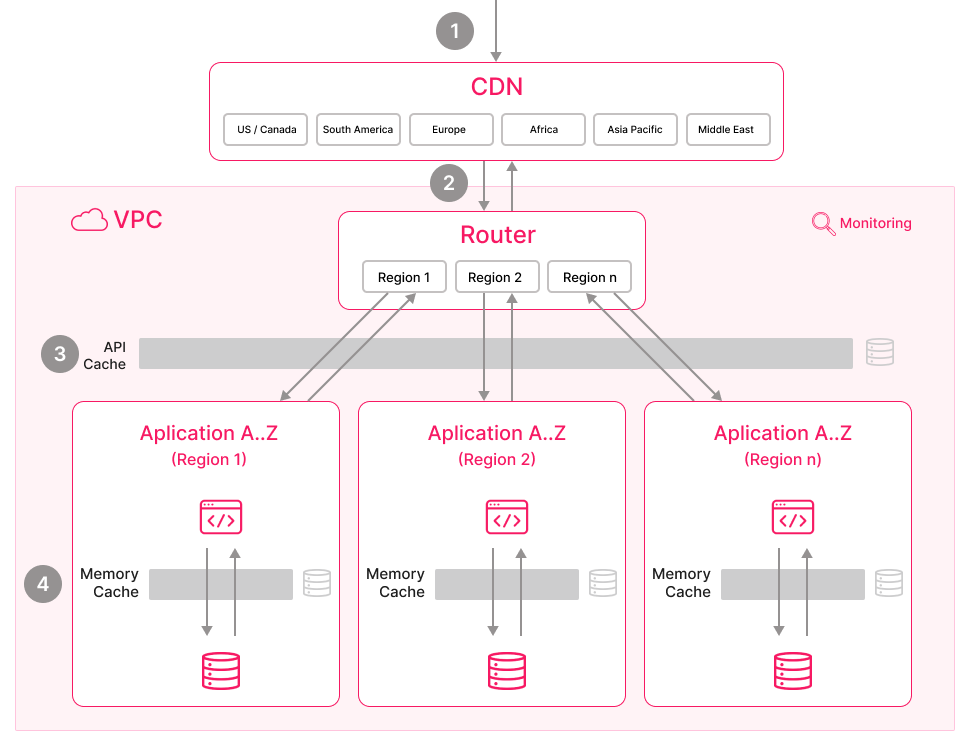 1
CDN
US / Canada
South America
Europe
Africa
Asia Pacific
Middle East
2
VPC
Monitoring
Router
Region 1
Region 2
Region n
3
API
Cache
Aplication A..Z
(Region 1)
Aplication A..Z
(Region 2)
Aplication A..Z
(Region n)
</>
</>
</>
4
Memory
Cache
Memory
Cache
Memory
Cache